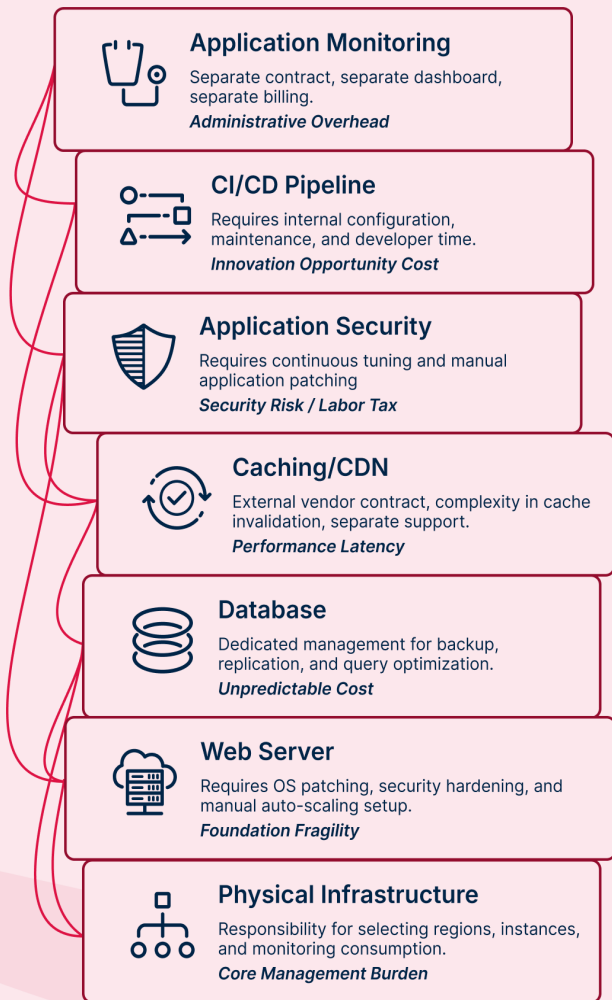 Application Monitoring
Separate contract, separate dashboard,
separate billing.
Administrative Overhead
CI/CD Pipeline
Requires internal configuration,
maintenance, and developer time.
Innovation Opportunity Cost
Application Security
Requires continuous tuning and manual
application patching
Security Risk / Labor Tax
Caching/CDN
External vendor contract, complexity in cache
invalidation, separate support.
Performance Latency
Database
Dedicated management for backup,
replication, and query optimization.
Unpredictable Cost
Web Server
Requires OS patching, security hardening, and
manual auto-scaling setup.
Foundation Fragility
Physical Infrastructure
Responsibility for selecting regions, instances,
and monitoring consumption.
Core Management Burden